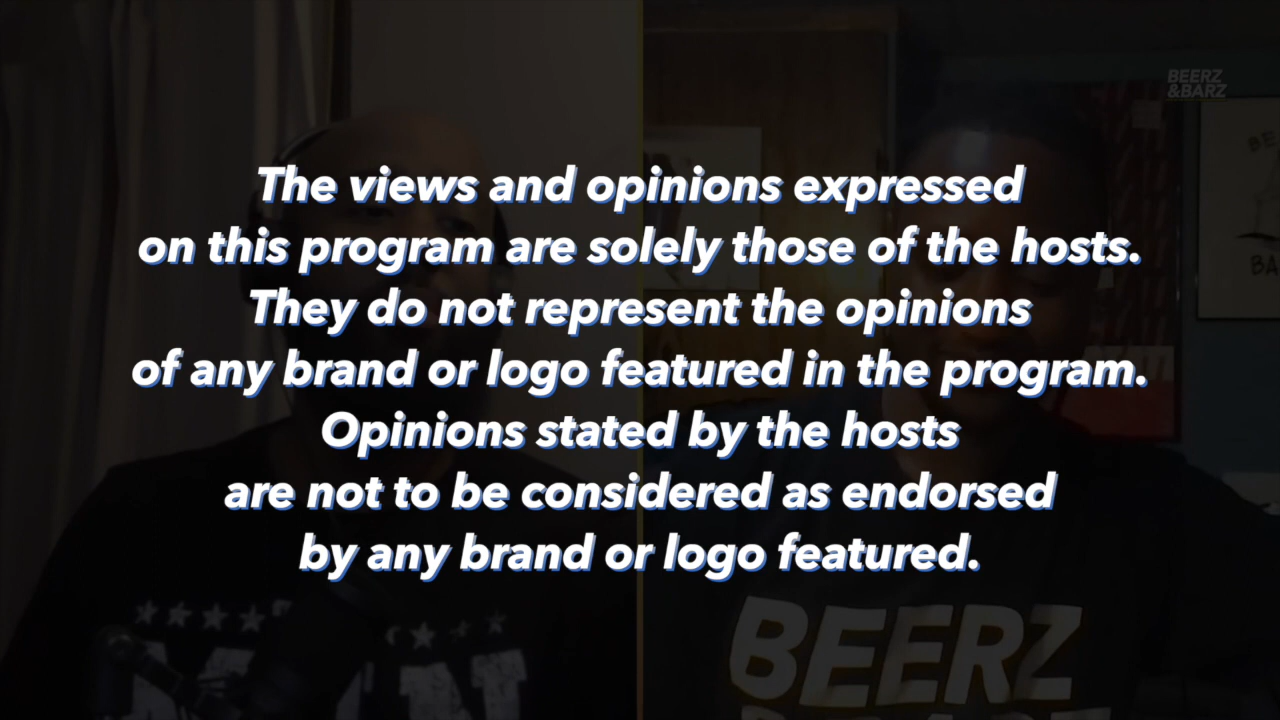 BEERZ
&BARZ
The views and opinions expressed
on this program are solely those of the hosts.
They do not represent the opinions
of any brand or logo featured in the program.
Opinions stated by the hosts
are not to be considered as endorsed
by any brand or logo featured.
BEERZ